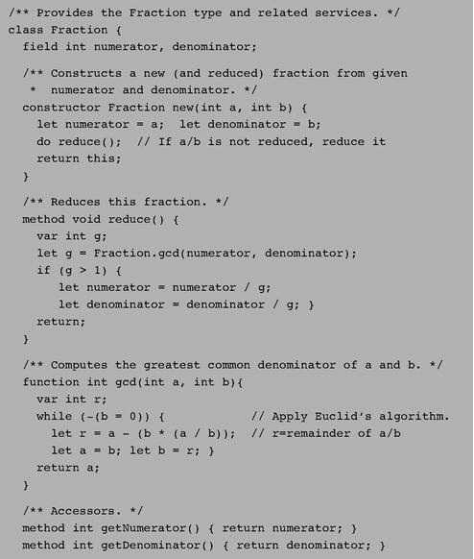 /** Provides the Fraction type and related services. */
class Fraction {
field int numerator, denominator;
/** Constructs a new (and reduced) fraction from given
* numerator and denominator. */
constructor Fraction new(int a, int b) {
let numerator = a; let denominator = b;
do reduce(); // If a/b is not reduced, reduce it
return this;
}
/** Reduces this fraction. */
method void reduce() {
var int g;
let g = Fraction.gcd(numerator, denominator);
if (g > 1) {
let numerator = numerator / g;
let denominator = denominator / g; }
return;
}
/** Computes the greatest common denominator of a and b. */
function int gcd(int a, int b){
var int r;
while (~(b = 0)) { // Apply Euclid's algorithm.
let r = a - (b * (a / b)); // r=remainder of a/b
let a = b; let b = r; }
return a;
}
/** Accessors. */
method int getNumerator() { return numerator; }
method int getDenominator() { return denominator; }